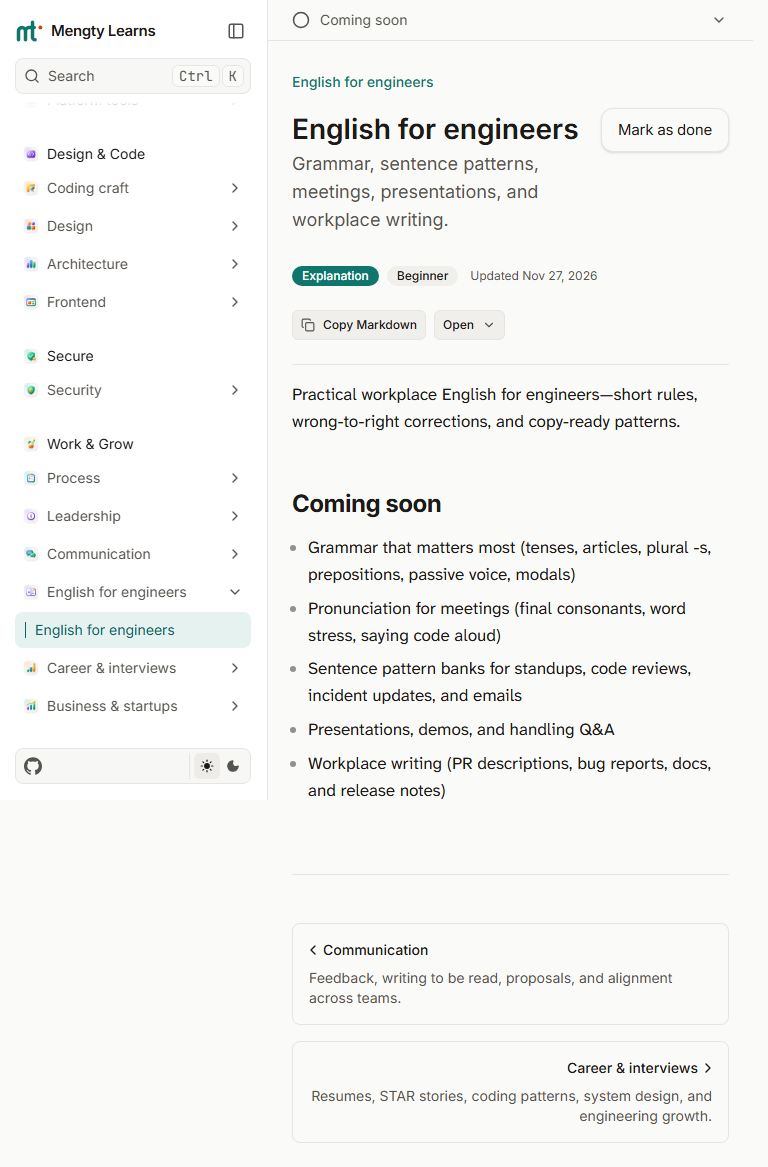 Mengty Learns
Search
Ctrl K
Platform tools
Design & Code
Coding craft
Design
Architecture
Frontend
Secure
Security
Work & Grow
Process
Leadership
Communication
English for engineers
English for engineers
Career & interviews
Business & startups
Coming soon
English for engineers
English for engineers
Mark as done
Grammar, sentence patterns,
meetings, presentations, and
workplace writing.
Explanation
Beginner
Updated Nov 27, 2026
Copy Markdown
Open
Practical workplace English for engineers—short rules,
wrong-to-right corrections, and copy-ready patterns.
Coming soon
Grammar that matters most (tenses, articles, plural -s,
prepositions, passive voice, modals)
Pronunciation for meetings (final consonants, word
stress, saying code aloud)
Sentence pattern banks for standups, code reviews,
incident updates, and emails
Presentations, demos, and handling Q&A
Workplace writing (PR descriptions, bug reports, docs,
and release notes)
Communication
Feedback, writing to be read, proposals, and alignment
across teams.
Career & interviews
Resumes, STAR stories, coding patterns, system design, and
engineering growth.